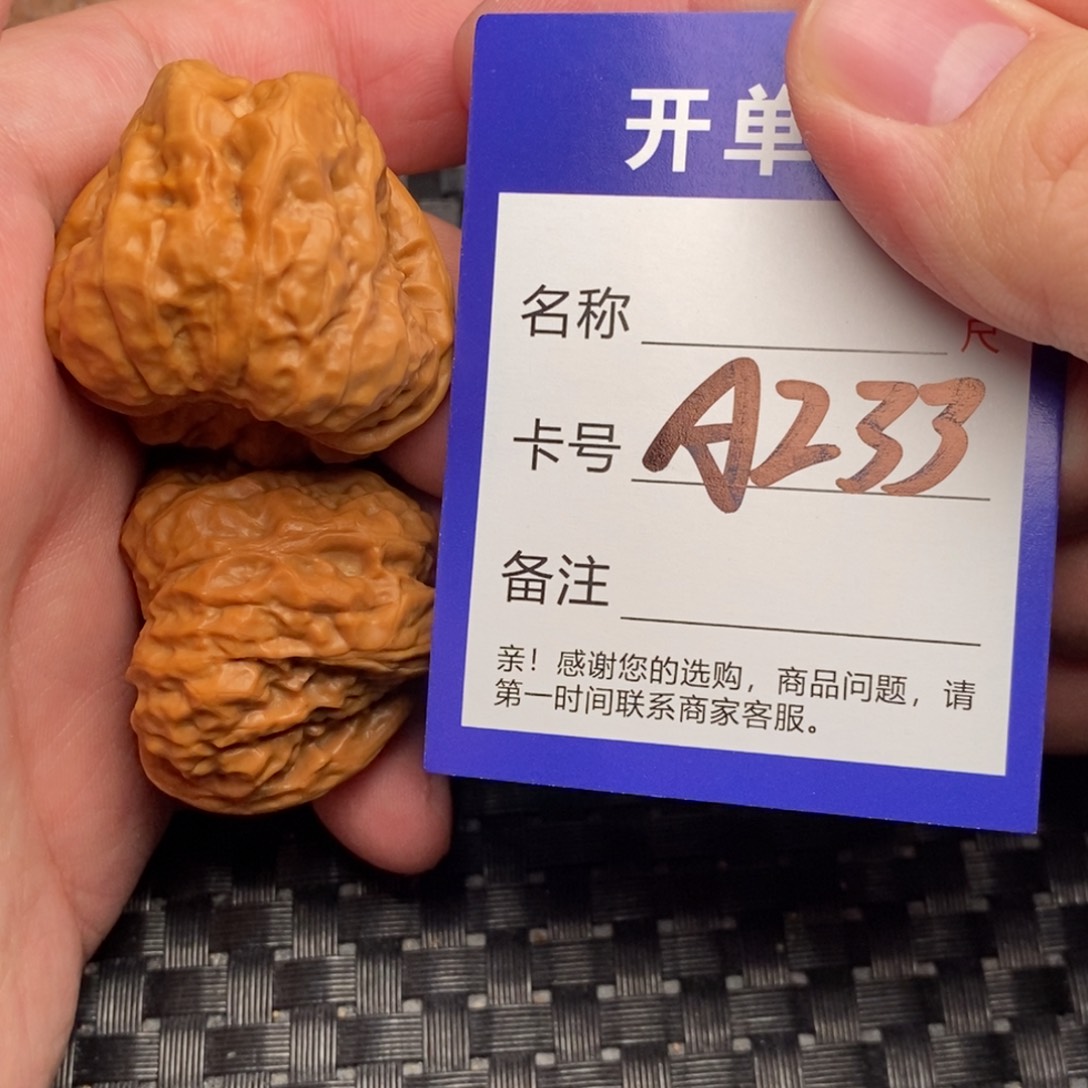 开单
名称
卡号 A233
备注
亲！感谢您的选购，商品问题，请
第一时间联系商家客服。